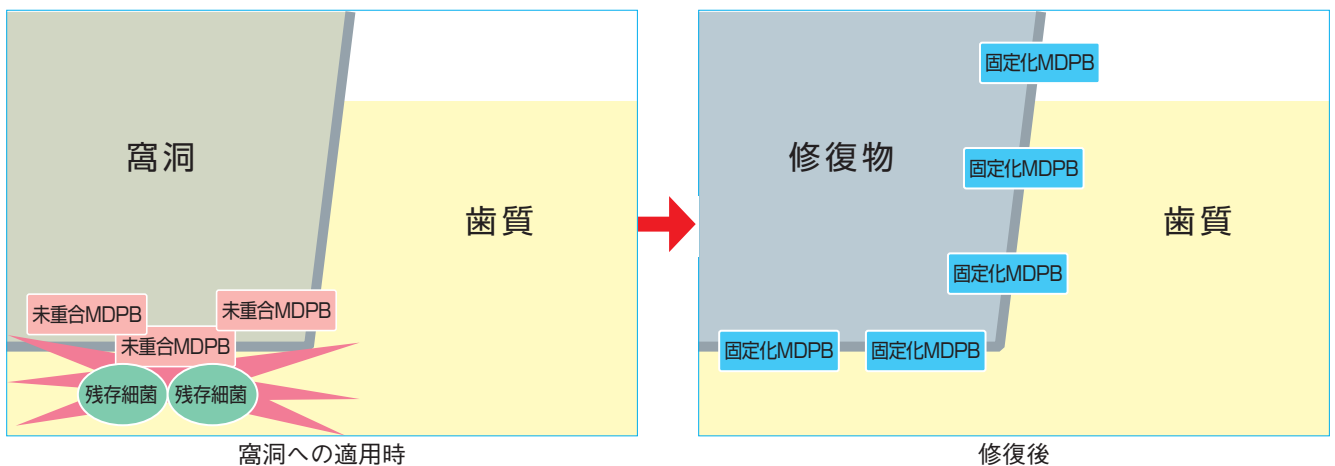 窩洞
歯質
未重合MDPB
未重合MDPB
未重合MDPB
残存細菌
残存細菌
窩洞への適用時
固定化MDPB
修復物
固定化MDPB
歯質
固定化MDPB
固定化MDPB
固定化MDPB
修復後